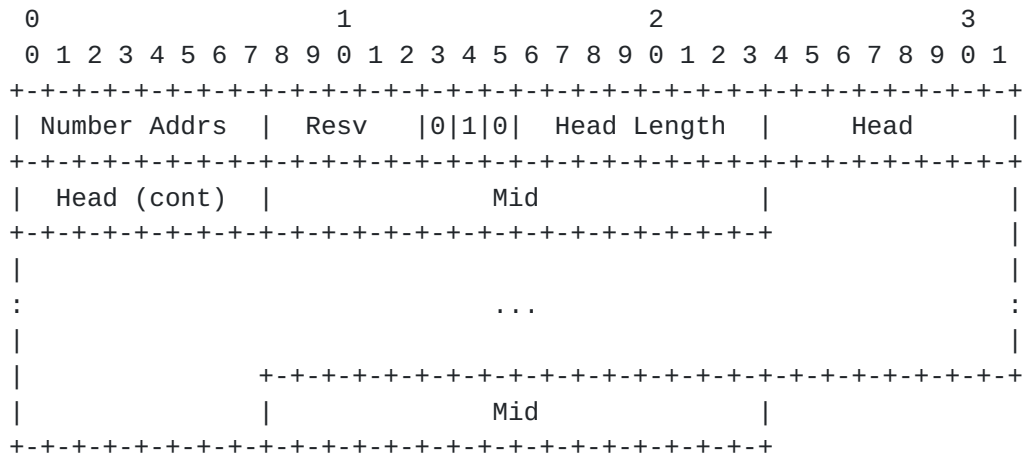 0                   1                   2                   3
0 1 2 3 4 5 6 7 8 9 0 1 2 3 4 5 6 7 8 9 0 1 2 3 4 5 6 7 8 9 0 1
+-+-+-+-+-+-+-+-+-+-+-+-+-+-+-+-+-+-+-+-+-+-+-+-+-+-+-+-+-+-+-+-+
| Number Addrs  |  Resv   |0|1|0|  Head Length  |     Head      |
+-+-+-+-+-+-+-+-+-+-+-+-+-+-+-+-+-+-+-+-+-+-+-+-+-+-+-+-+-+-+-+-+
|  Head (cont)  |              Mid              |               |
+-+-+-+-+-+-+-+-+-+-+-+-+-+-+-+-+-+-+-+-+-+-+-+-+               |
|                                                               |
:                              ...                              :
|                                                               |
|               +-+-+-+-+-+-+-+-+-+-+-+-+-+-+-+-+-+-+-+-+-+-+-+-+
|               |              Mid              |
+-+-+-+-+-+-+-+-+-+-+-+-+-+-+-+-+-+-+-+-+-+-+-+-+